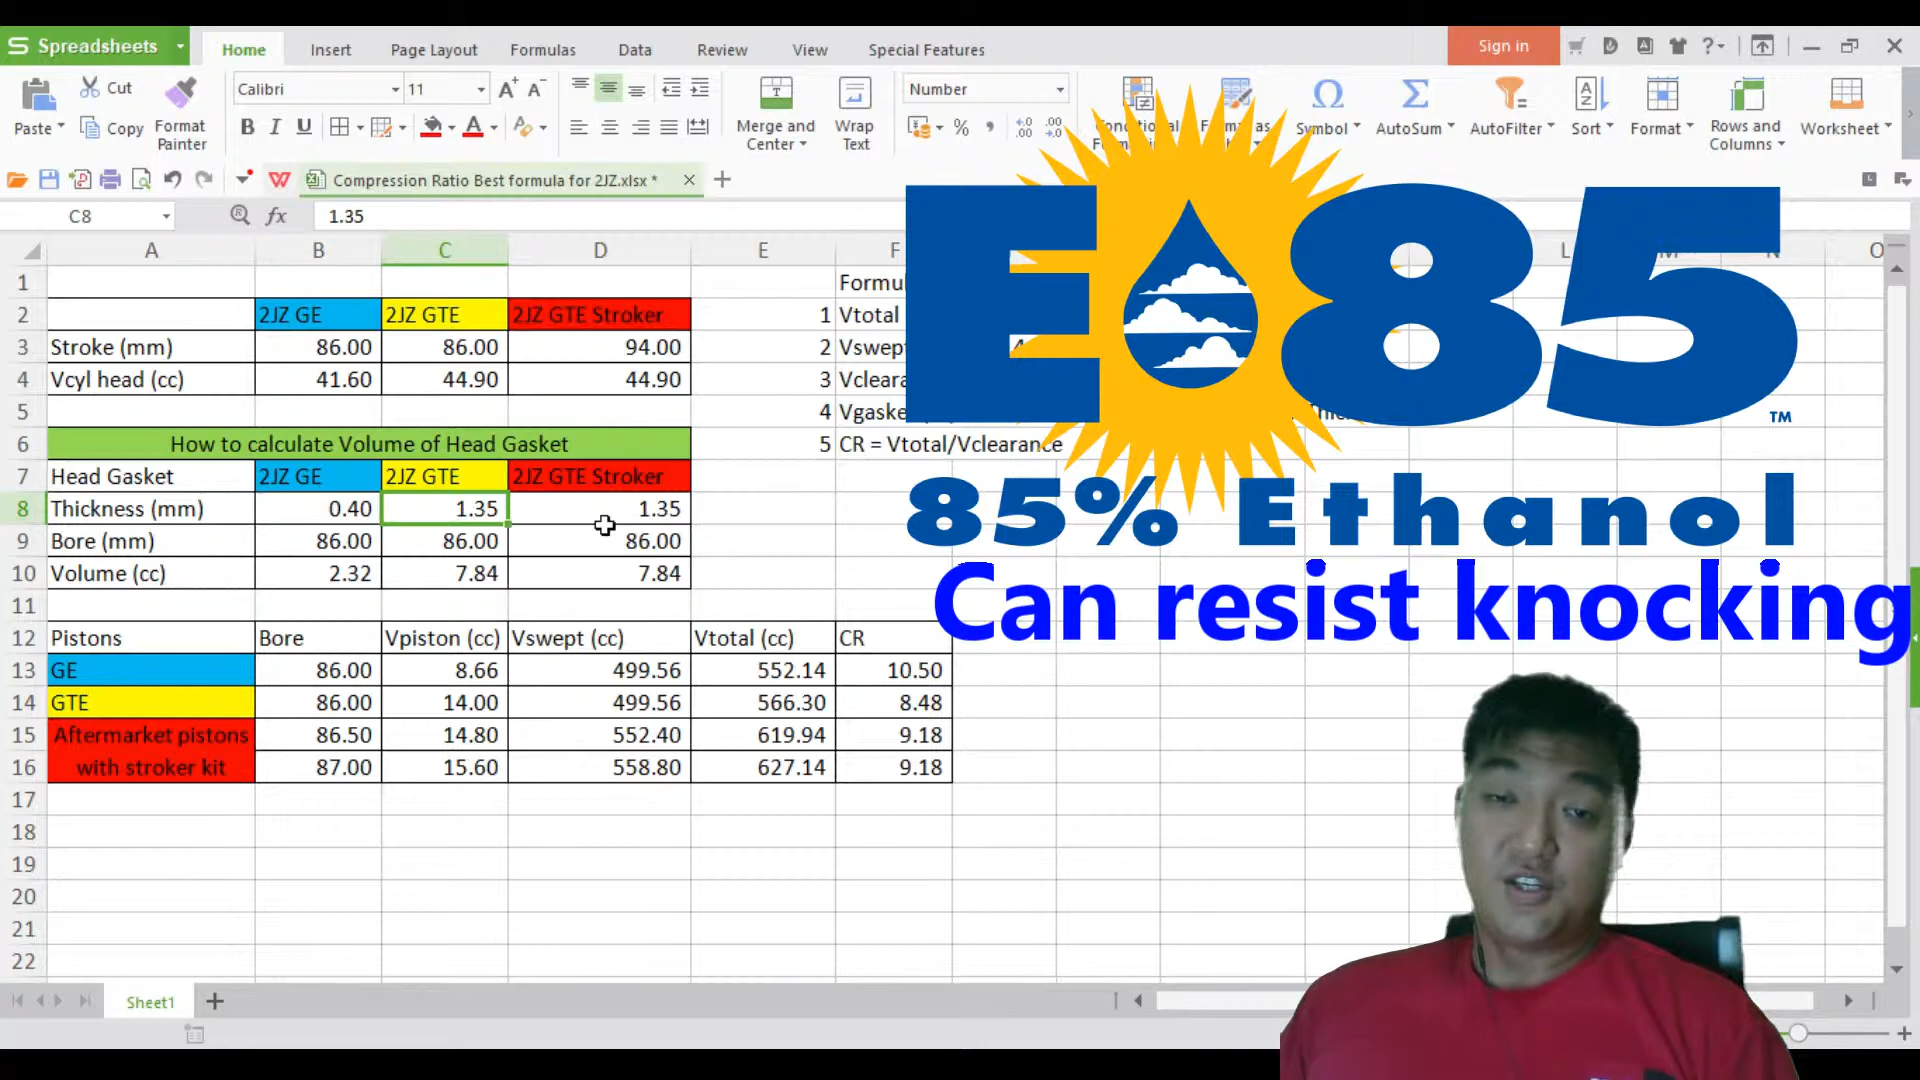 Spreadsheets Home Insert Page Layout Formulas Data Review View Special Features Sign in
Paste Cut Copy Format Painter Calibri 11 Merge and Center Wrap Text Number Symbol AutoSum AutoFilter Sort Format Rows and Columns Worksheet
Compression Ratio Best formula for 2JZ.xlsx *
C8 fx 1.35
A B C D E F L M N O
1
2 2JZ GE 2JZ GTE 2JZ GTE Stroker 1 Vtotal
3 Stroke (mm) 86.00 86.00 94.00 2 Vswept
4 Vcyl head (cc) 41.60 44.90 44.90 3
5 4
6 How to calculate Volume of Head Gasket 5 CR = Vtotal/Vclearance
7 Head Gasket 2JZ GE 2JZ GTE 2JZ GTE Stroker
8 Thickness (mm) 0.40 1.35 1.35
9 Bore (mm) 86.00 86.00 86.00
10 Volume (cc) 2.32 7.84 7.84
11
12 Pistons Bore Vpiston (cc) Vswept (cc) Vtotal (cc) CR
13 GE 86.00 8.66 499.56 552.14 10.50
14 GTE 86.00 14.00 499.56 566.30 8.48
15 Aftermarket pistons 86.50 14.80 552.40 619.94 9.18
16 with stroker kit 87.00 15.60 558.80 627.14 9.18
17
18
19
20
21
22
E 85 ™
85% Ethanol
Can resist knocking
Sheet1